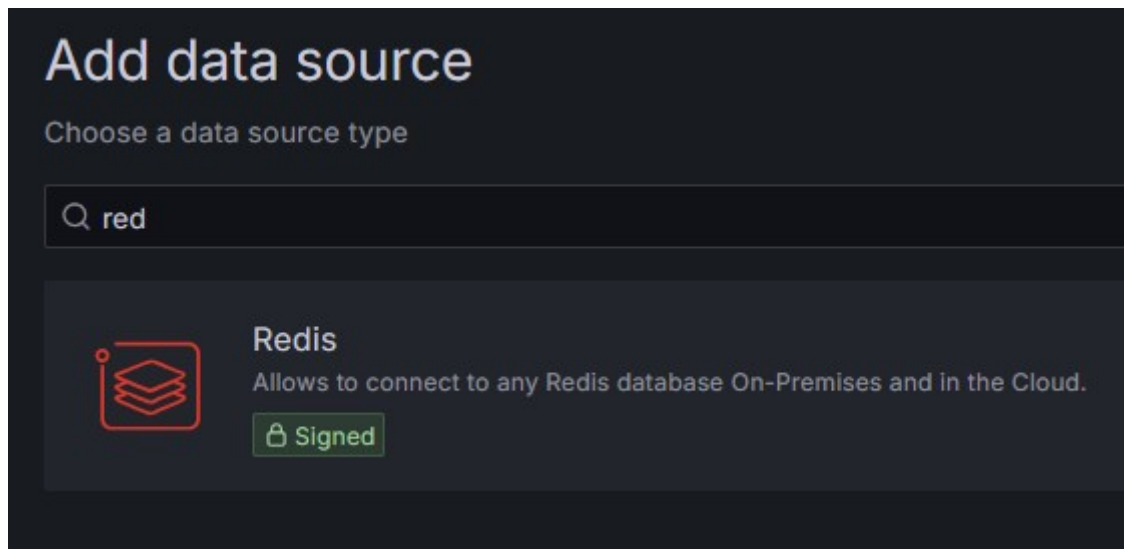 Add data source
Choose a data source type
red
Redis
Allows to connect to any Redis database On-Premises and in the Cloud.
Signed